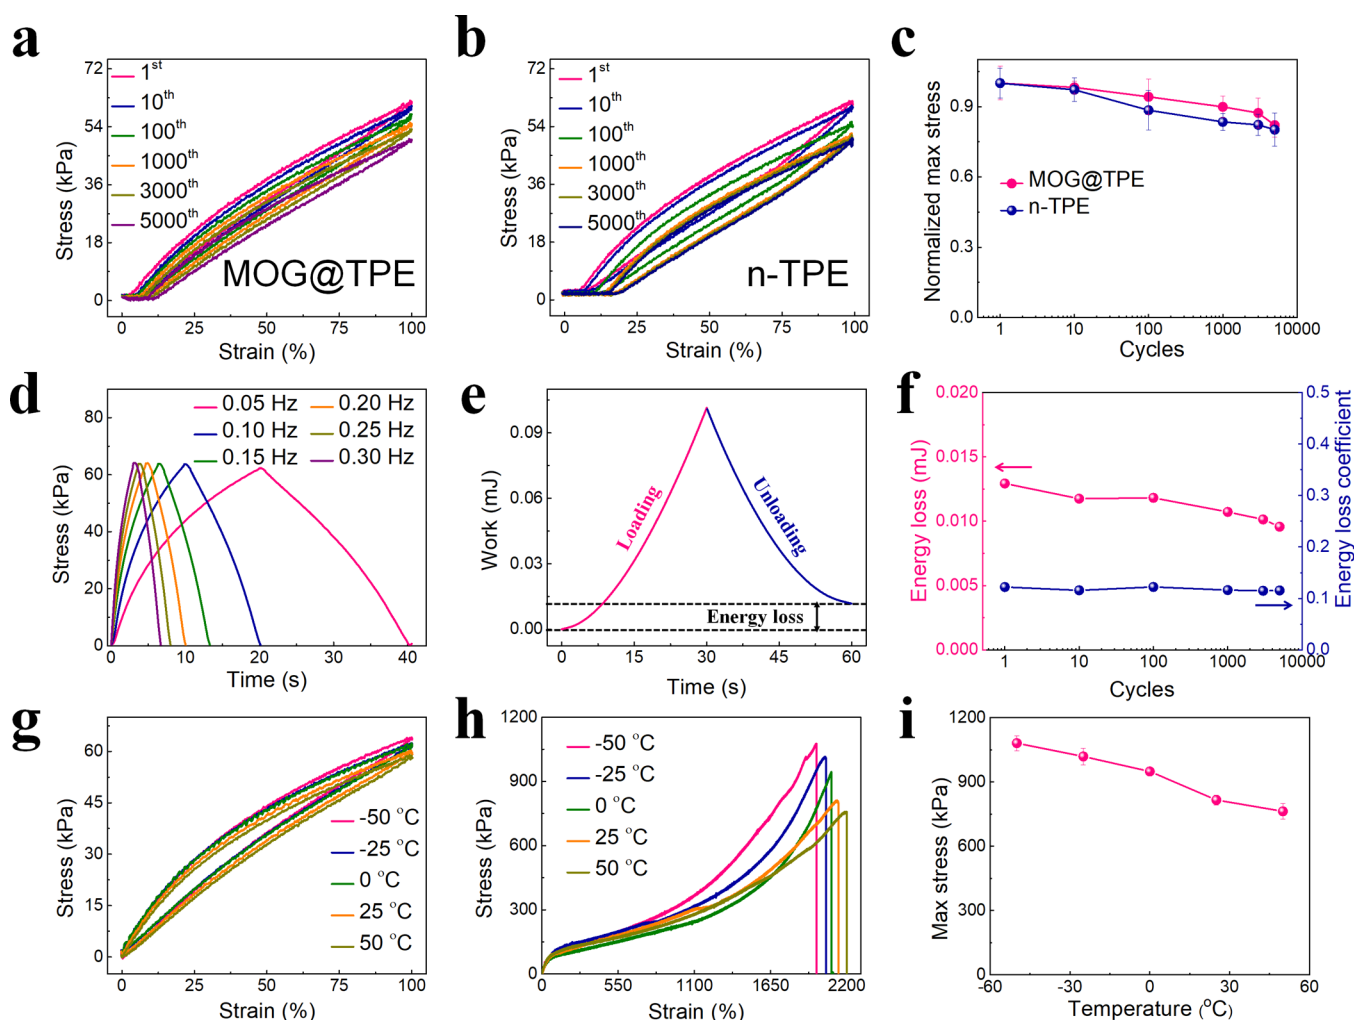 a
72
54
36
18
0
Stress (kPa)
1st
10th
100th
1000th
3000th
5000th
MOG@TPE
0 25 50 75 100
Strain (%)
b
72
54
36
18
0
Stress (kPa)
1st
10th
100th
1000th
3000th
5000th
n-TPE
0 25 50 75 100
Strain (%)
c
0.9
0.6
0.3
0.0
Normalized max stress
MOG@TPE
n-TPE
1 10 100 1000 10000
Cycles
d
80
60
40
20
0
Stress (kPa)
0.05 Hz 0.20 Hz
0.10 Hz 0.25 Hz
0.15 Hz 0.30 Hz
0 10 20 30 40
Time (s)
e
0.09
0.06
0.03
0.00
Work (mJ)
Loading
Unloading
Energy loss
0 15 30 45 60
Time (s)
f
0.020
0.015
0.010
0.005
0.000
Energy loss (mJ)
0.5
0.4
0.3
0.2
0.1
0.0
Energy loss coefficient
1 10 100 1000 10000
Cycles
g
60
45
30
15
0
Stress (kPa)
-50 °C
-25 °C
0 °C
25 °C
50 °C
0 25 50 75 100
Strain (%)
h
1200
900
600
300
0
Stress (kPa)
-50 °C
-25 °C
0 °C
25 °C
50 °C
0 550 1100 1650 2200
Strain (%)
i
1200
900
600
300
0
Max stress (kPa)
-60 -30 0 30 60
Temperature (°C)